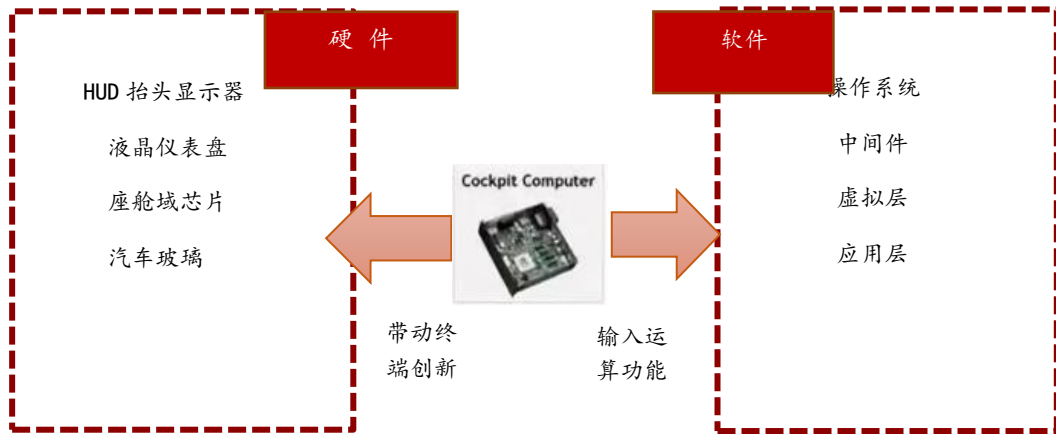 硬 件
HUD 抬头显示器
液晶仪表盘
座舱域芯片
汽车玻璃
Cockpit Computer
带动终
端创新
输入运
算功能
软件
操作系统
中间件
虚拟层
应用层